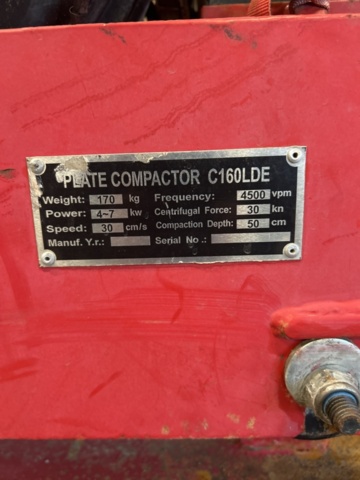 PLATE COMPACTOR C160LDE
Weight: 170 kg Frequency: 4500 vpm
Power: 4~7 kw Centrifugal Force: 30 kn
Speed: 30 cm/s Compaction Depth: 50 cm
Manuf. Y.r.: Serial No.: